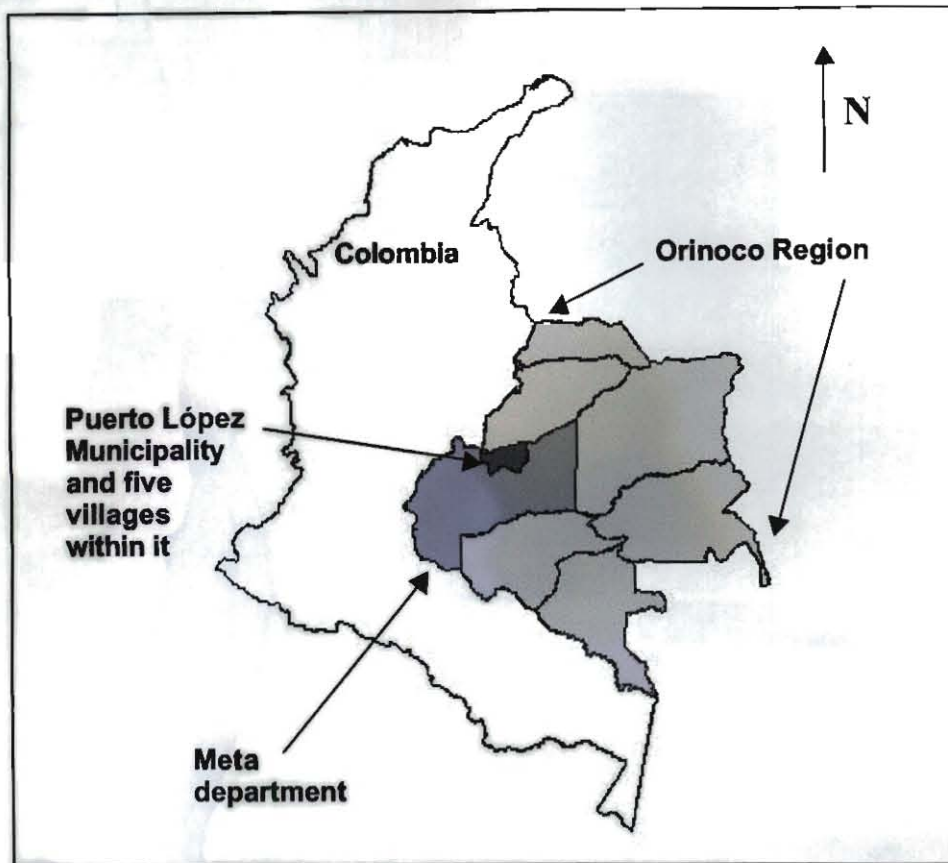 N
Colombia
Orinoco Region
Puerto López
Municipality
and five
villages
within it
Meta
department